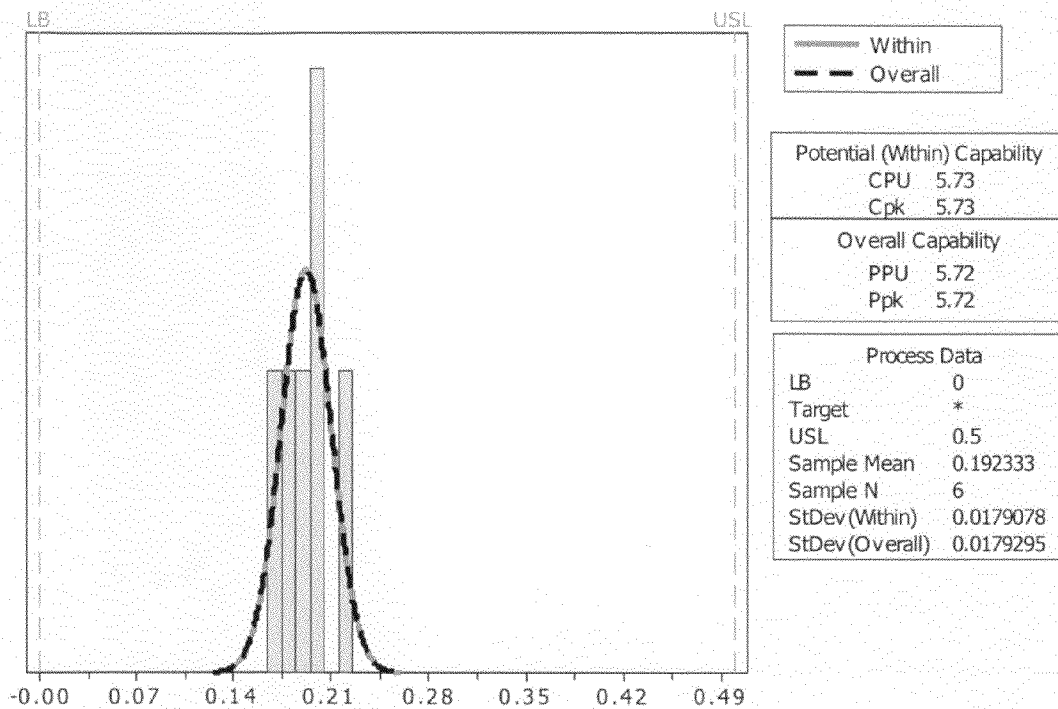 LB USL
Within
Overall
Potential (Within) Capability
CPU 5.73
Cpk 5.73
Overall Capability
PPU 5.72
Ppk 5.72
Process Data
LB 0
Target *
USL 0.5
Sample Mean 0.192333
Sample N 6
StDev(Within) 0.0179078
StDev(Overall) 0.0179295
-0.00 0.07 0.14 0.21 0.28 0.35 0.42 0.49